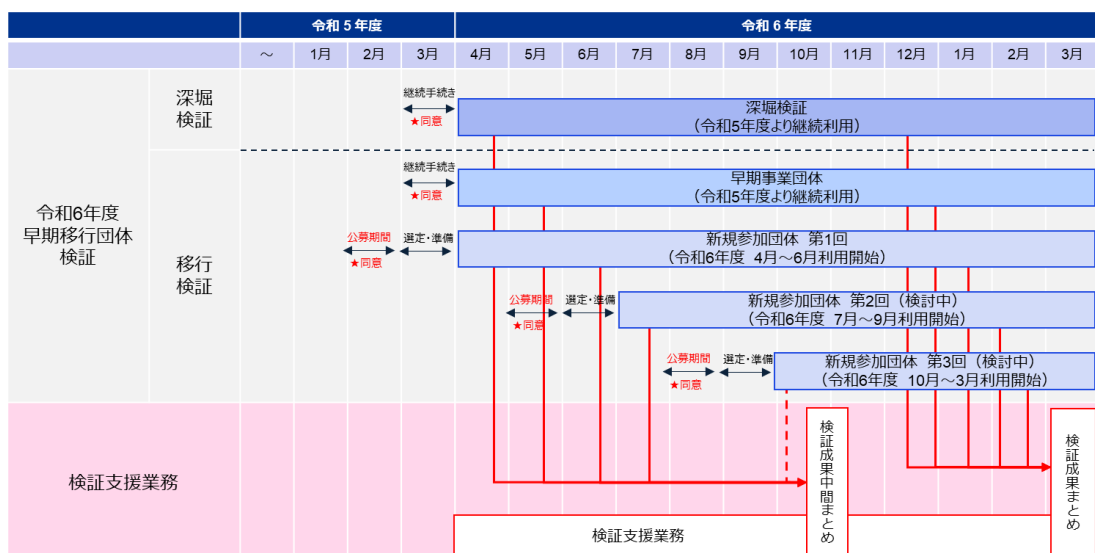 令和５年度
令和６年度
～
1月
2月
3月
4月
5月
6月
7月
8月
9月
10月
11月
12月
1月
2月
3月
令和6年度
早期移行団体
検証
深堀
検証
継続手続き
★同意
深堀検証
（令和5年度より継続利用）
移行
検証
継続手続き
★同意
早期事業団体
（令和5年度より継続利用）
公募期間
★同意
選定・準備
新規参加団体 第1回
（令和6年度 4月～6月利用開始）
公募期間
★同意
選定・準備
新規参加団体 第2回（検討中）
（令和6年度 7月～9月利用開始）
公募期間
★同意
選定・準備
新規参加団体 第3回（検討中）
（令和6年度 10月～3月利用開始）
検証支援業務
検証成果中間まとめ
検証成果まとめ
検証支援業務